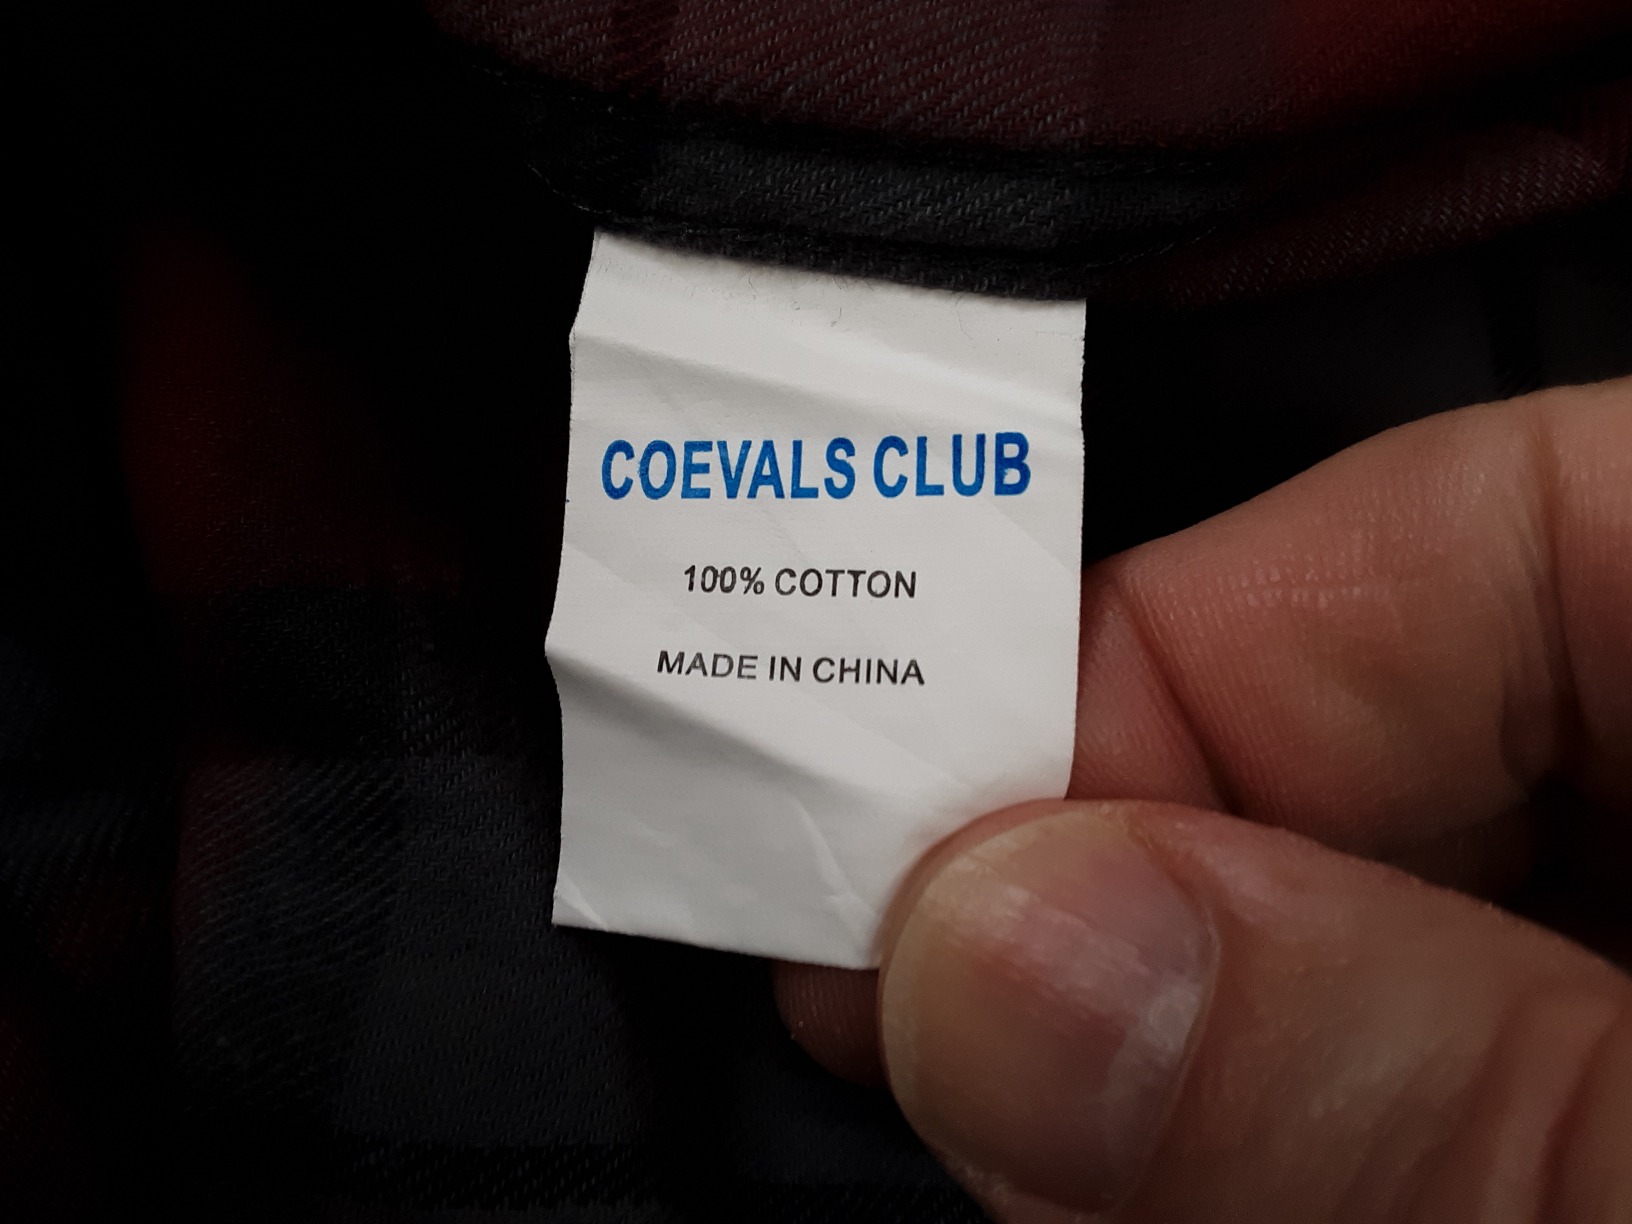 COEVALS CLUB
100% COTTON
MADE IN CHINA